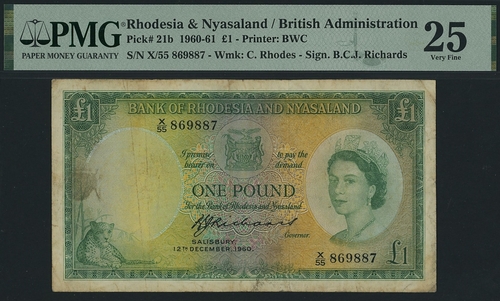 PMG
PAPER MONEY GUARANTY
Rhodesia & Nyasaland / British Administration
Pick# 21b 1960-61 £1 - Printer: BWC
S/N X/55 869887 - Wmk: C. Rhodes - Sign. B.C.J. Richards
25
Very Fine
£1
£1
BANK OF RHODESIA AND NYASALAND
X/55 869887
I promise to pay the
bearer on demand
ONE POUND
For the Bank of Rhodesia and Nyasaland
BJRichards
Governor.
SALISBURY,
12TH DECEMBER, 1960.
X/55 869887
£1